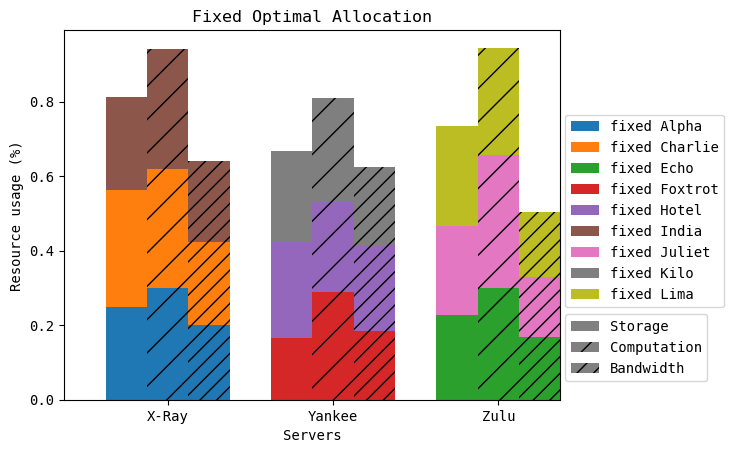 Fixed Optimal Allocation
Resource usage (%)
0.8
0.6
0.4
0.2
0.0
X-Ray
Yankee
Zulu
Servers
fixed Alpha
fixed Charlie
fixed Echo
fixed Foxtrot
fixed Hotel
fixed India
fixed Juliet
fixed Kilo
fixed Lima
Storage
Computation
Bandwidth